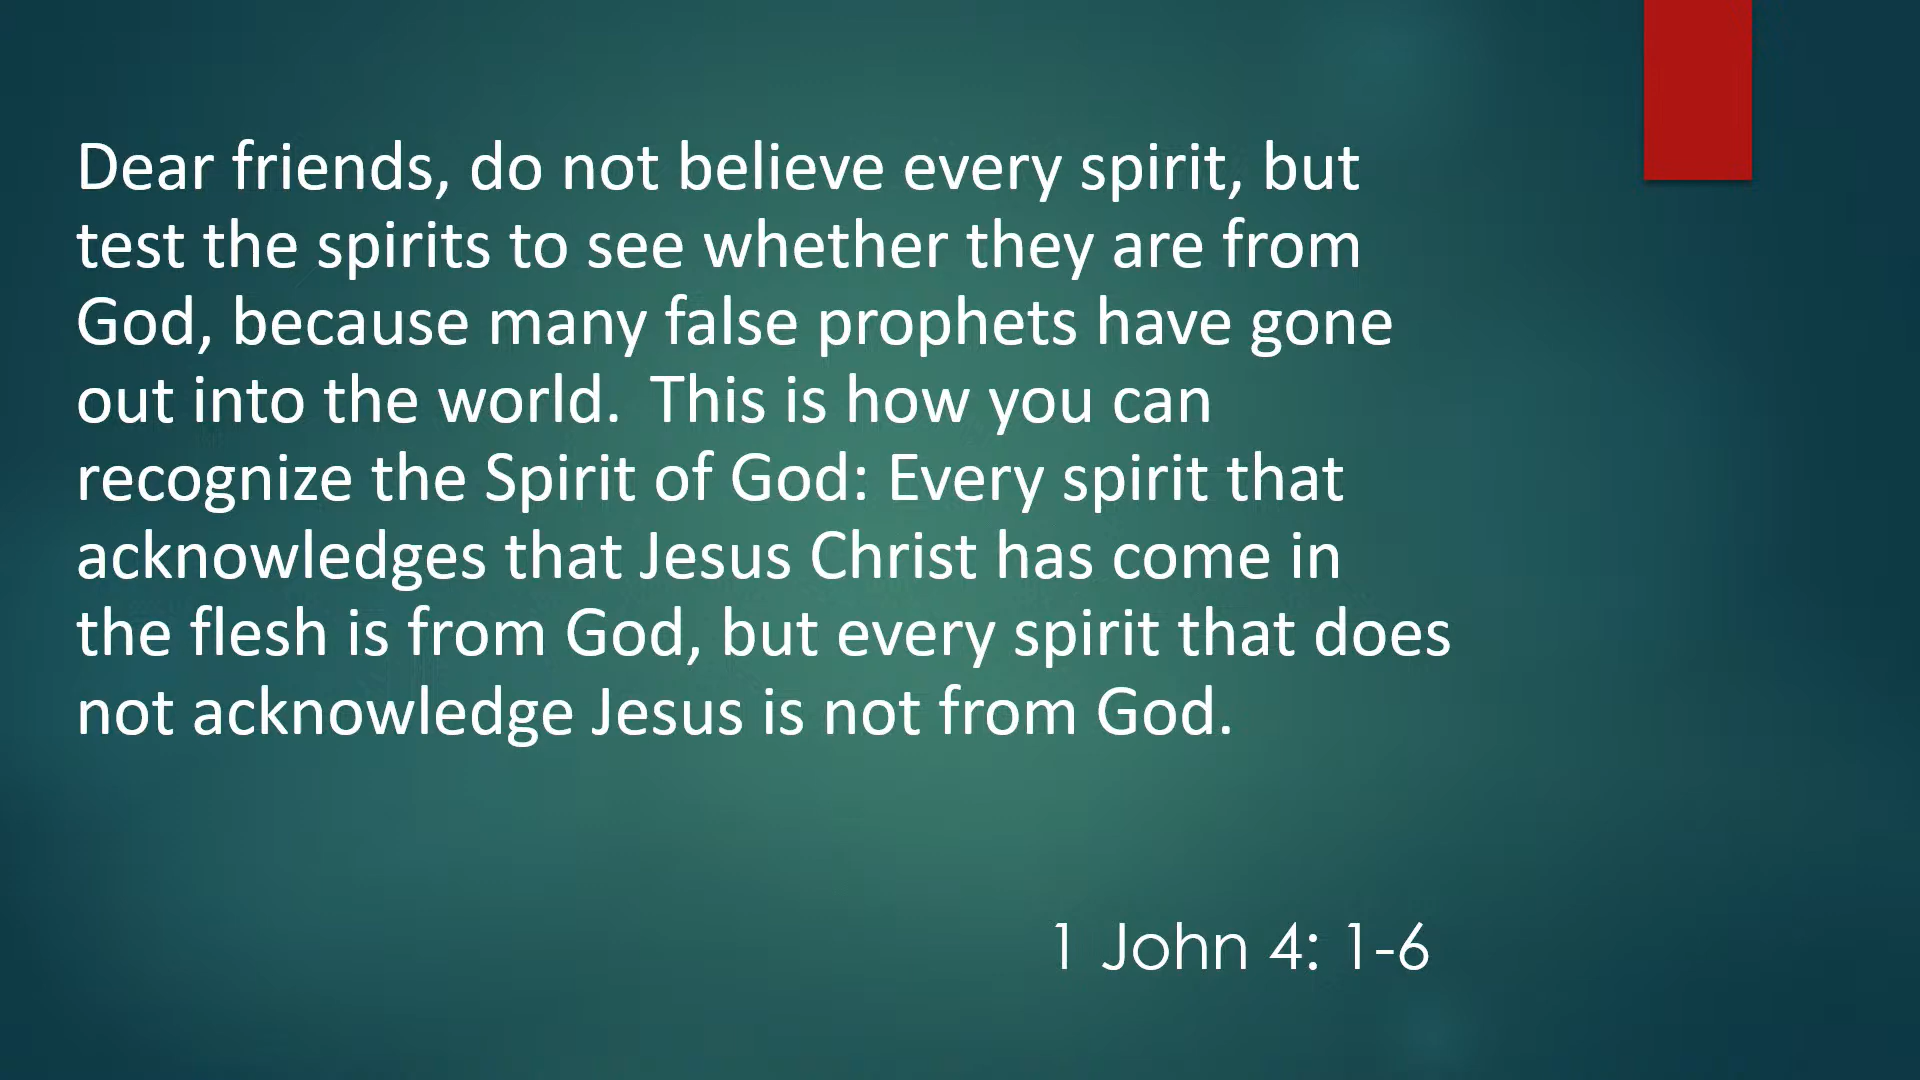 Dear friends, do not believe every spirit, but
test the spirits to see whether they are from
God, because many false prophets have gone
out into the world.  This is how you can
recognize the Spirit of God: Every spirit that
acknowledges that Jesus Christ has come in
the flesh is from God, but every spirit that does
not acknowledge Jesus is not from God.
1 John 4: 1-6